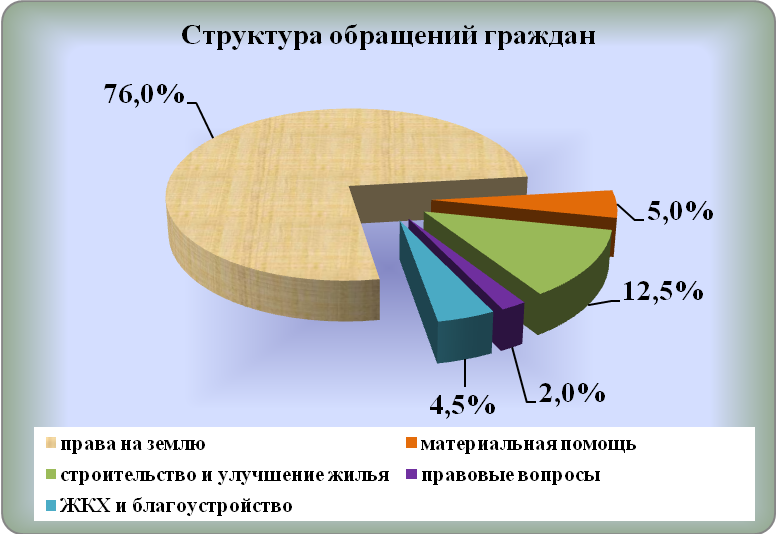 Структура обращений граждан
76,0%
5,0%
12,5%
2,0%
4,5%
права на землю
материальная помощь
строительство и улучшение жилья
правовые вопросы
ЖКХ и благоустройство